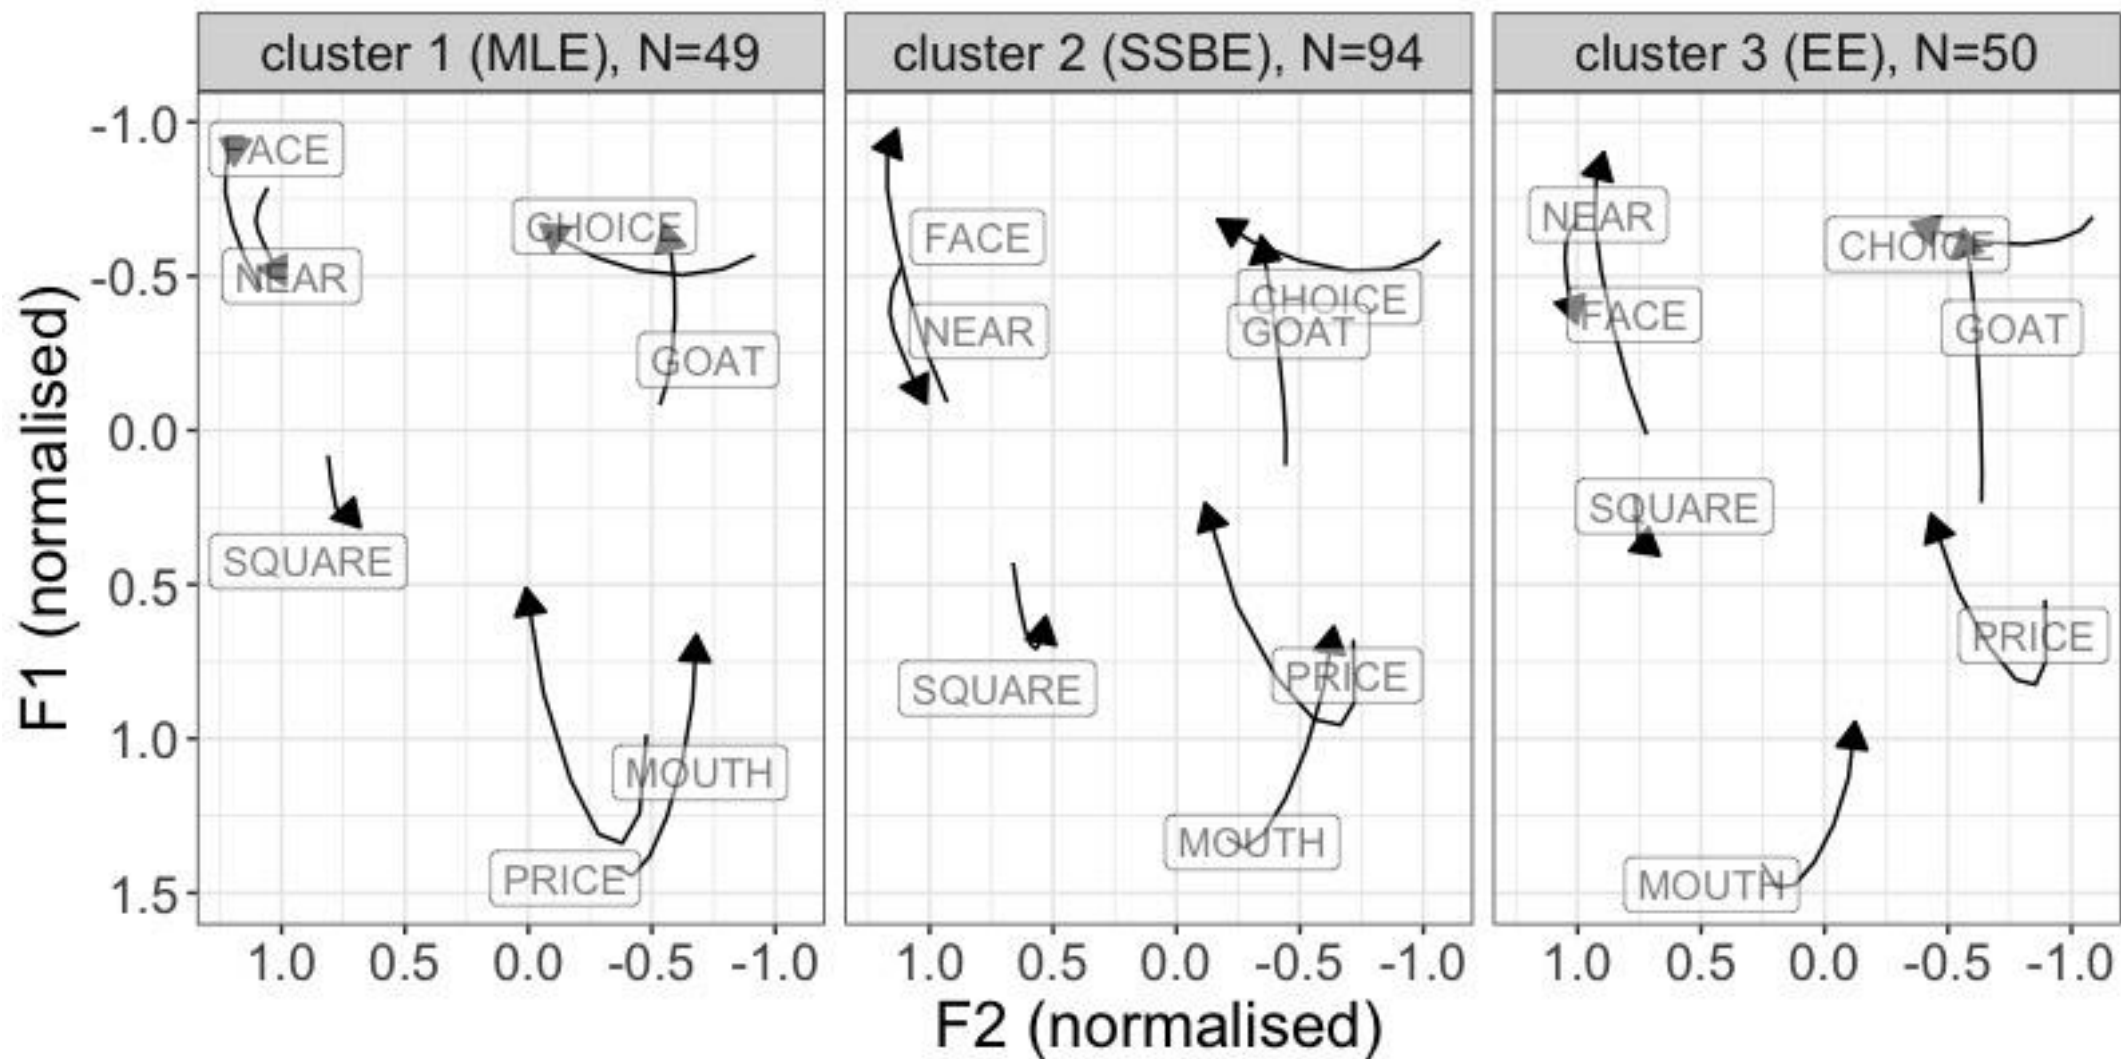 cluster 1 (MLE), N=49
cluster 2 (SSBE), N=94
cluster 3 (EE), N=50
F1 (normalised)
-1.0
-0.5
0.0
0.5
1.0
1.5
FACE
NEAR
CHOICE
GOAT
SQUARE
MOUTH
PRICE
FACE
NEAR
CHOICE
GOAT
SQUARE
PRICE
MOUTH
NEAR
FACE
CHOICE
GOAT
SQUARE
PRICE
MOUTH
1.0 0.5 0.0 -0.5 -1.0
1.0 0.5 0.0 -0.5 -1.0
1.0 0.5 0.0 -0.5 -1.0
F2 (normalised)